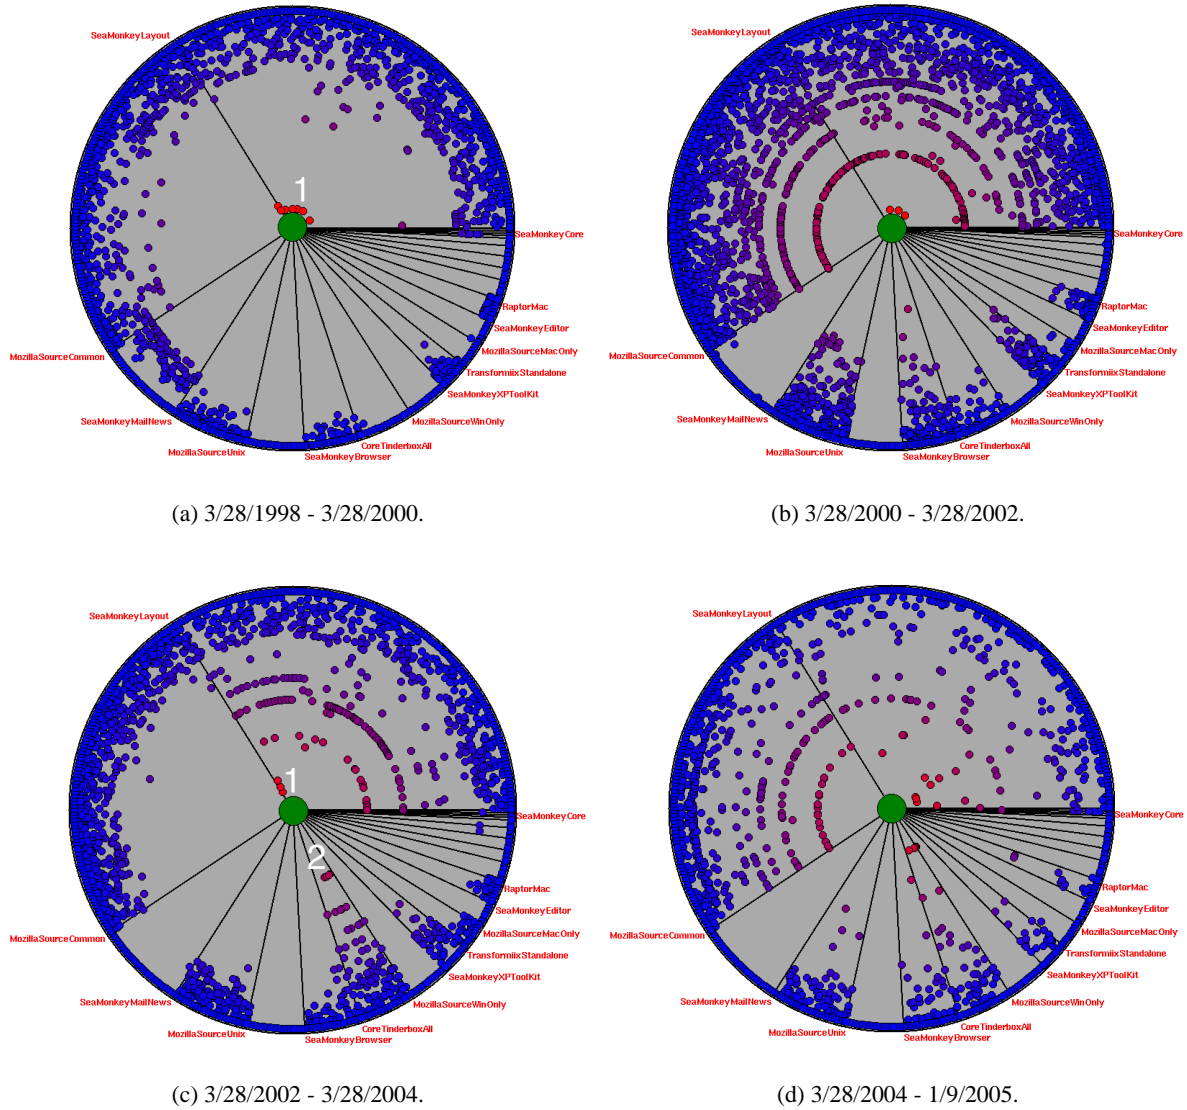 SeaMonkeyLayout
1
SeaMonkeyCore
RaptorMac
SeaMonkeyEditor
MozillaSourceMacOnly
TransformiixStandalone
SeaMonkeyXPToolKit
MozillaSourceWinOnly
CoreTinderboxAll
SeaMonkeyBrowser
MozillaSourceUnix
SeaMonkeyMailNews
MozillaSourceCommon
(a) 3/28/1998 - 3/28/2000.
SeaMonkeyLayout
SeaMonkeyCore
RaptorMac
SeaMonkeyEditor
MozillaSourceMacOnly
TransformiixStandalone
SeaMonkeyXPToolKit
MozillaSourceWinOnly
CoreTinderboxAll
SeaMonkeyBrowser
MozillaSourceUnix
SeaMonkeyMailNews
MozillaSourceCommon
(b) 3/28/2000 - 3/28/2002.
SeaMonkeyLayout
1
2
SeaMonkeyCore
RaptorMac
SeaMonkeyEditor
MozillaSourceMacOnly
TransformiixStandalone
SeaMonkeyXPToolKit
MozillaSourceWinOnly
CoreTinderboxAll
SeaMonkeyBrowser
MozillaSourceUnix
SeaMonkeyMailNews
MozillaSourceCommon
(c) 3/28/2002 - 3/28/2004.
SeaMonkeyLayout
SeaMonkeyCore
RaptorMac
SeaMonkeyEditor
MozillaSourceMacOnly
TransformiixStandalone
SeaMonkeyXPToolKit
MozillaSourceWinOnly
CoreTinderboxAll
SeaMonkeyBrowser
MozillaSourceUnix
SeaMonkeyMailNews
MozillaSourceCommon
(d) 3/28/2004 - 1/9/2005.